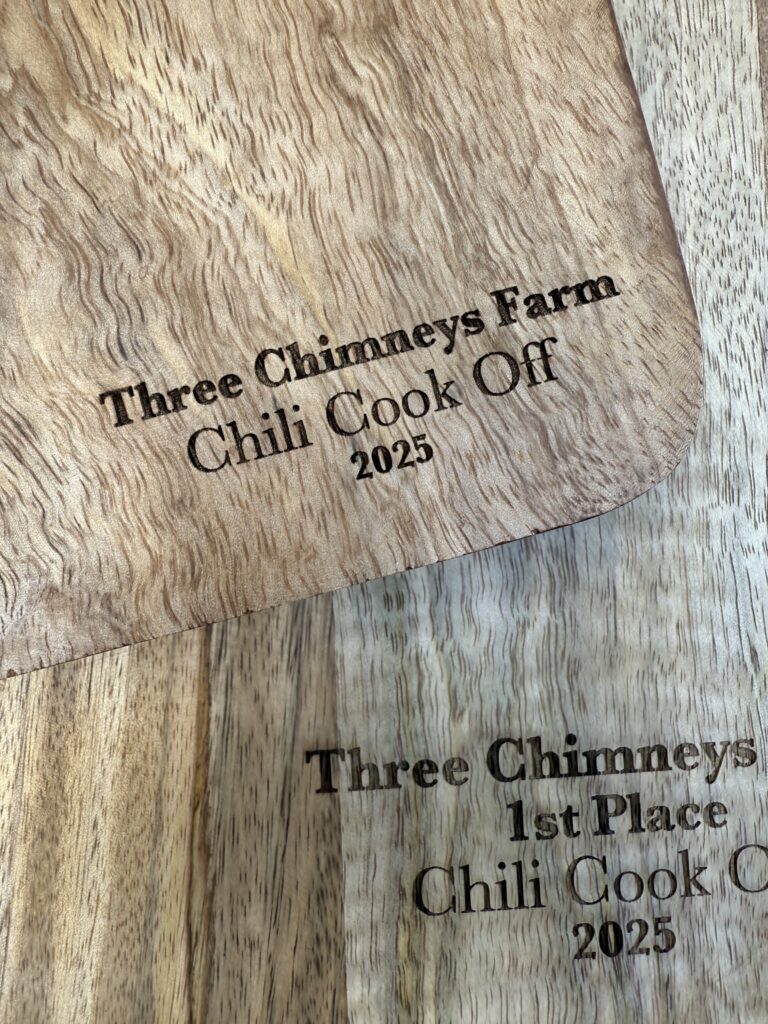 Three Chimneys Farm
Chili Cook Off
2025
Three Chimneys
1st Place
Chili Cook O
2025